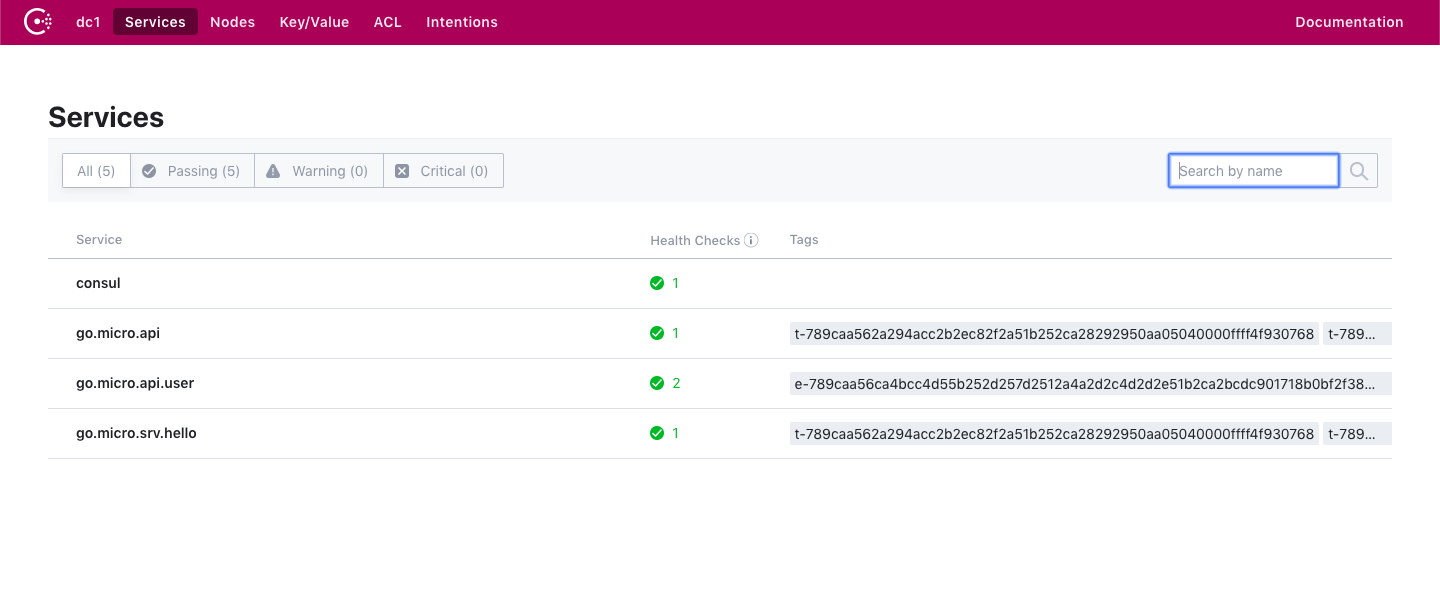 dc1 Services Nodes Key/Value ACL Intentions Documentation
Services
All (5) Passing (5) Warning (0) Critical (0) Search by name
Service Health Checks Tags
consul 1
go.micro.api 1 t-789caa562a294acc2b2ec82f2a51b252ca28292950aa05040000ffff4f930768 t-789...
go.micro.api.user 2 e-789caa56ca4bcc4d55b252d257d2512a4a2d2c4d2d2e51b2ca2bcdc901718b0bf2f38...
go.micro.srv.hello 1 t-789caa562a294acc2b2ec82f2a51b252ca28292950aa05040000ffff4f930768 t-789...